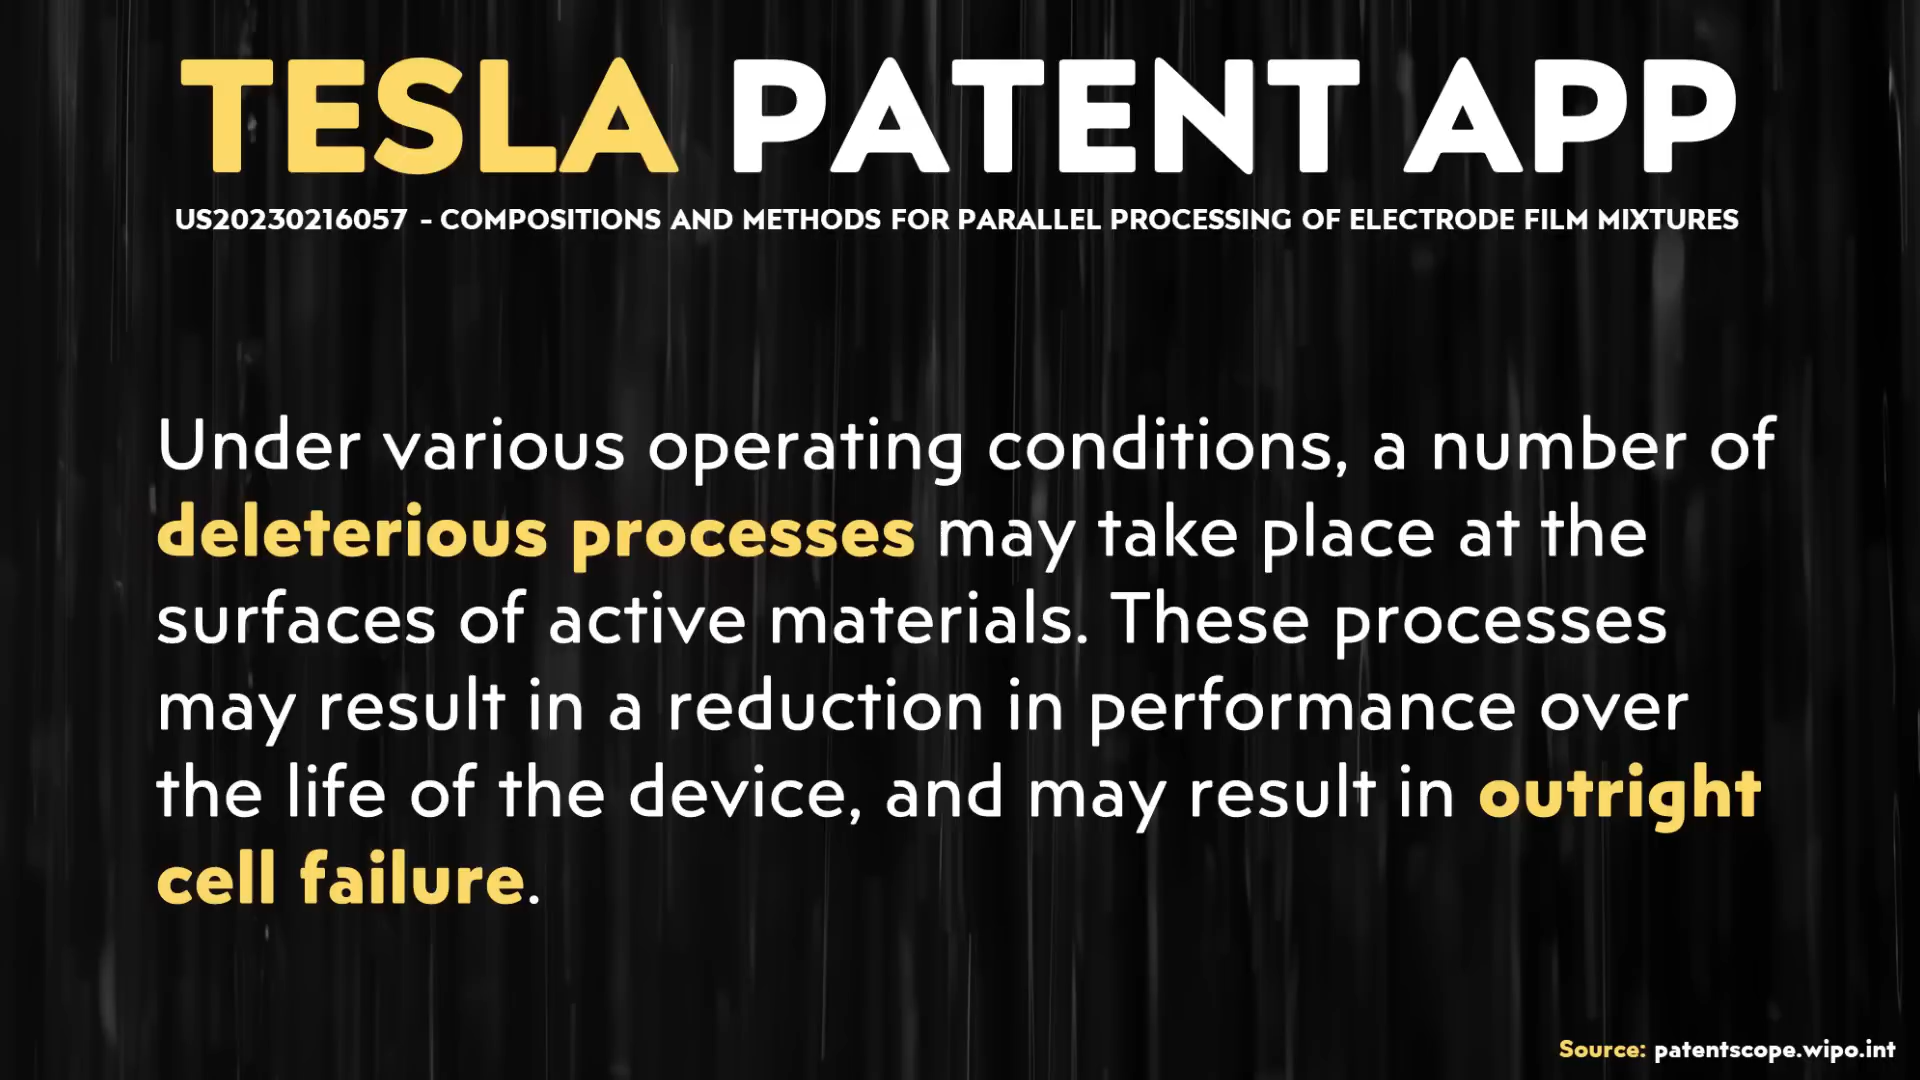 TESLA PATENT APP
US20230216057 - COMPOSITIONS AND METHODS FOR PARALLEL PROCESSING OF ELECTRODE FILM MIXTURES
Under various operating conditions, a number of
deleterious processes may take place at the
surfaces of active materials. These processes
may result in a reduction in performance over
the life of the device, and may result in outright
cell failure.
Source: patentscope.wipo.int